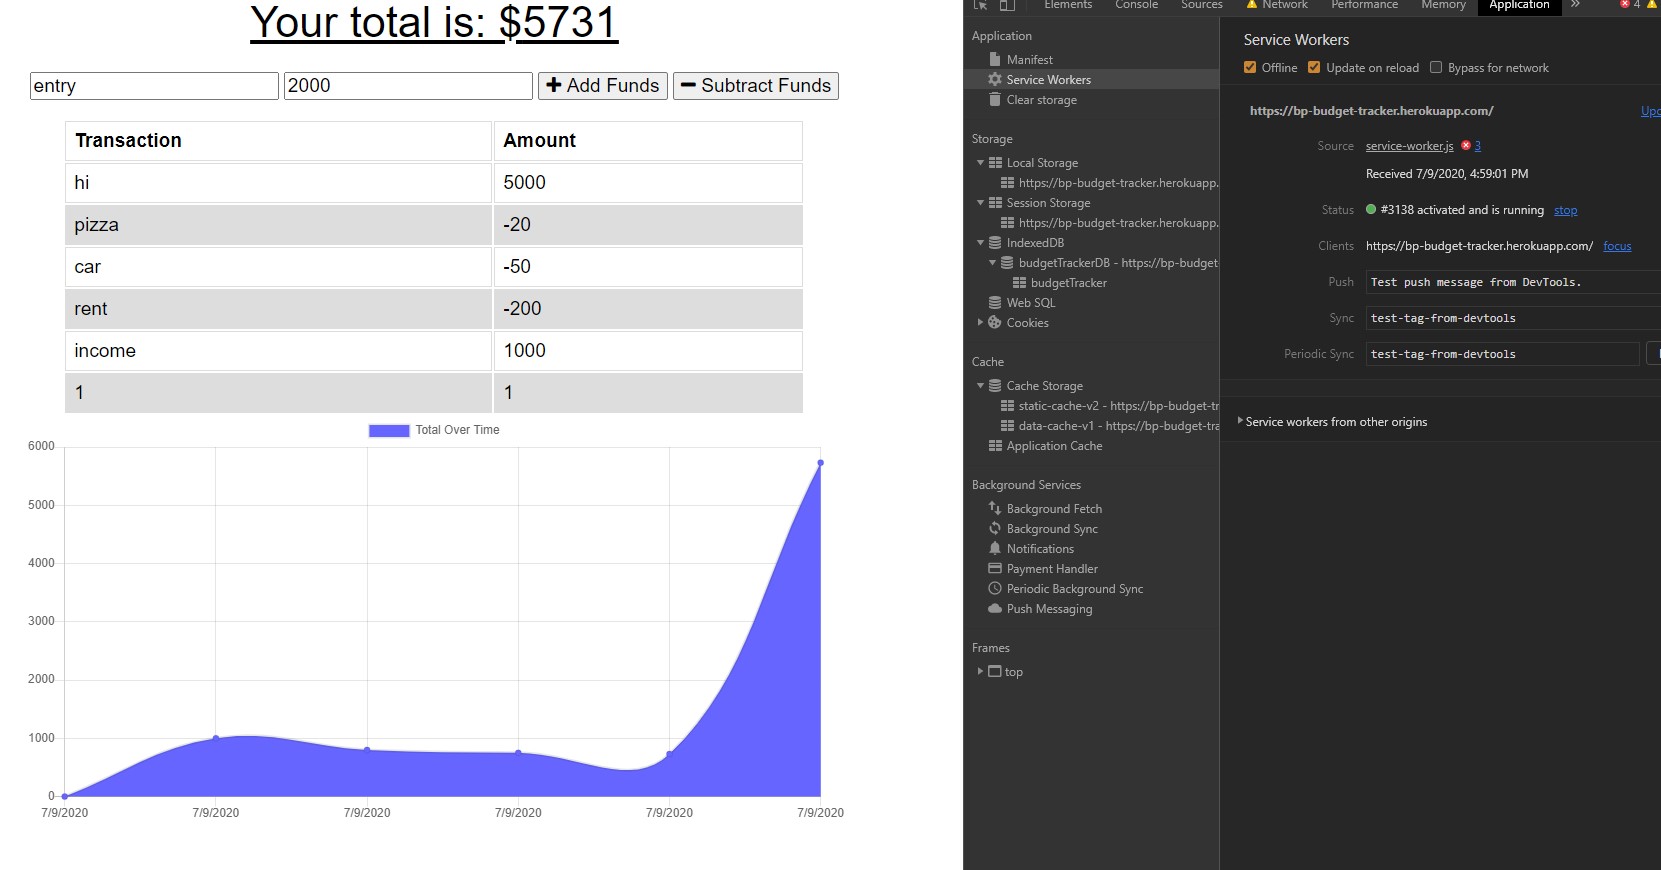 Your total is: $5731
entry
2000
Add Funds
Subtract Funds
Transaction Amount
hi 5000
pizza -20
car -50
rent -200
income 1000
1 1
Total Over Time
6000
5000
4000
3000
2000
1000
0
7/9/2020 7/9/2020 7/9/2020 7/9/2020 7/9/2020 7/9/2020
Elements Console Sources Network Performance Memory Application » 4
Application
Manifest
Service Workers
Clear storage
Storage
Local Storage
https://bp-budget-tracker.herokuapp.
Session Storage
https://bp-budget-tracker.herokuapp.
IndexedDB
budgetTrackerDB - https://bp-budget
budgetTracker
Web SQL
Cookies
Cache
Cache Storage
static-cache-v2 - https://bp-budget-tr
data-cache-v1 - https://bp-budget-tra
Application Cache
Background Services
Background Fetch
Background Sync
Notifications
Payment Handler
Periodic Background Sync
Push Messaging
Frames
top
Service Workers
Offline Update on reload Bypass for network
https://bp-budget-tracker.herokuapp.com/
Source service-worker.js 3
Received 7/9/2020, 4:59:01 PM
Status #3138 activated and is running stop
Clients https://bp-budget-tracker.herokuapp.com/ focus
Push Test push message from DevTools.
Sync test-tag-from-devtools
Periodic Sync test-tag-from-devtools
Service workers from other origins